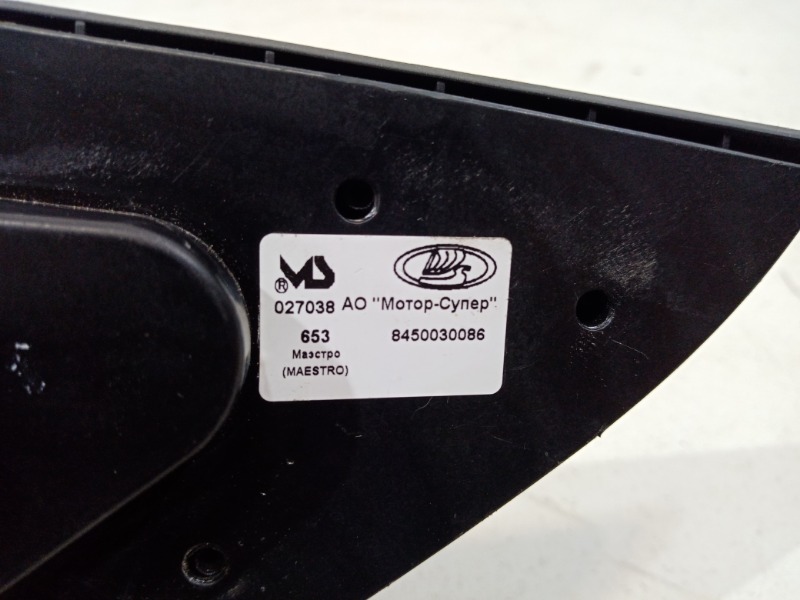 MS
®
027038 АО "Мотор-Супер"
653 8450030086
Маэстро
(MAESTRO)